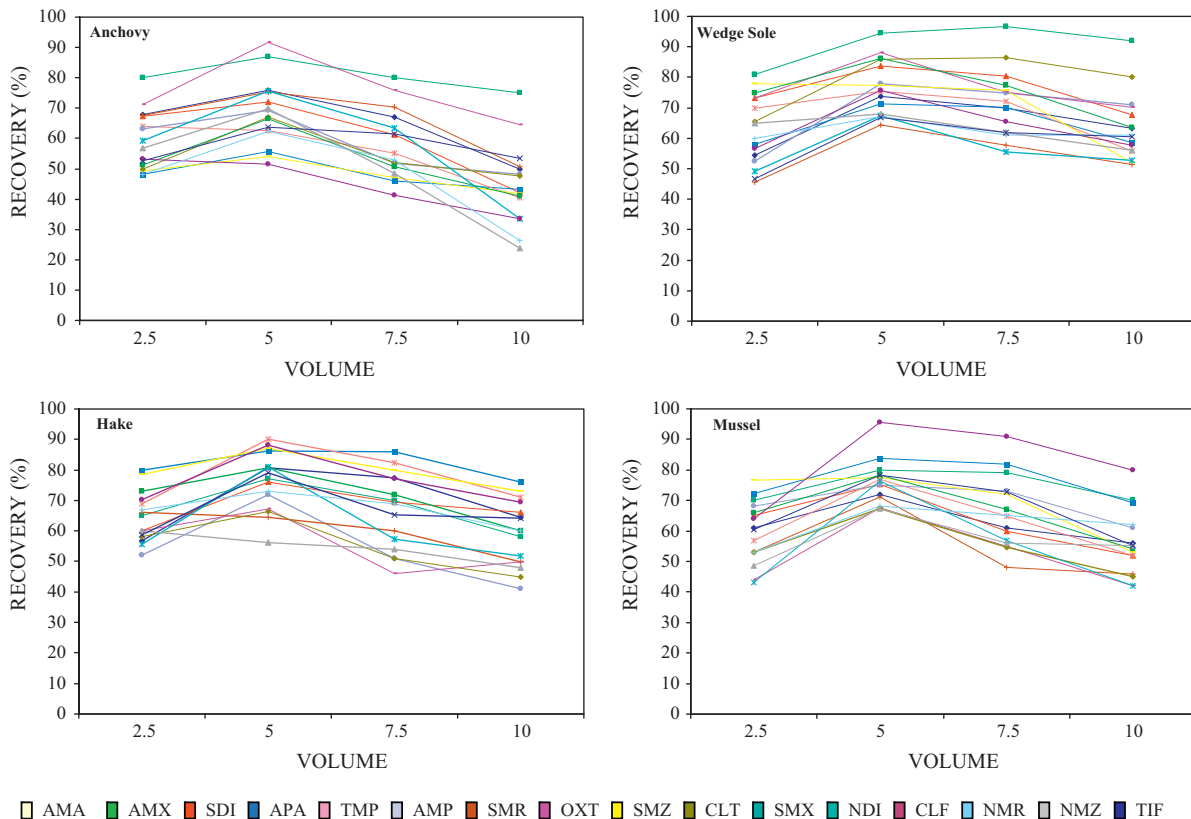 Anchovy
100
90
80
70
60
50
40
30
20
10
0
RECOVERY (%)
2.5 5 7.5 10
VOLUME
Wedge Sole
100
90
80
70
60
50
40
30
20
10
0
RECOVERY (%)
2.5 5 7.5 10
VOLUME
Hake
100
90
80
70
60
50
40
30
20
10
0
RECOVERY (%)
2.5 5 7.5 10
VOLUME
Mussel
100
90
80
70
60
50
40
30
20
10
0
RECOVERY (%)
2.5 5 7.5 10
VOLUME
AMA AMX SDI APA TMP AMP SMR OXT SMZ CLT SMX NDI CLF NMR NMZ TIF